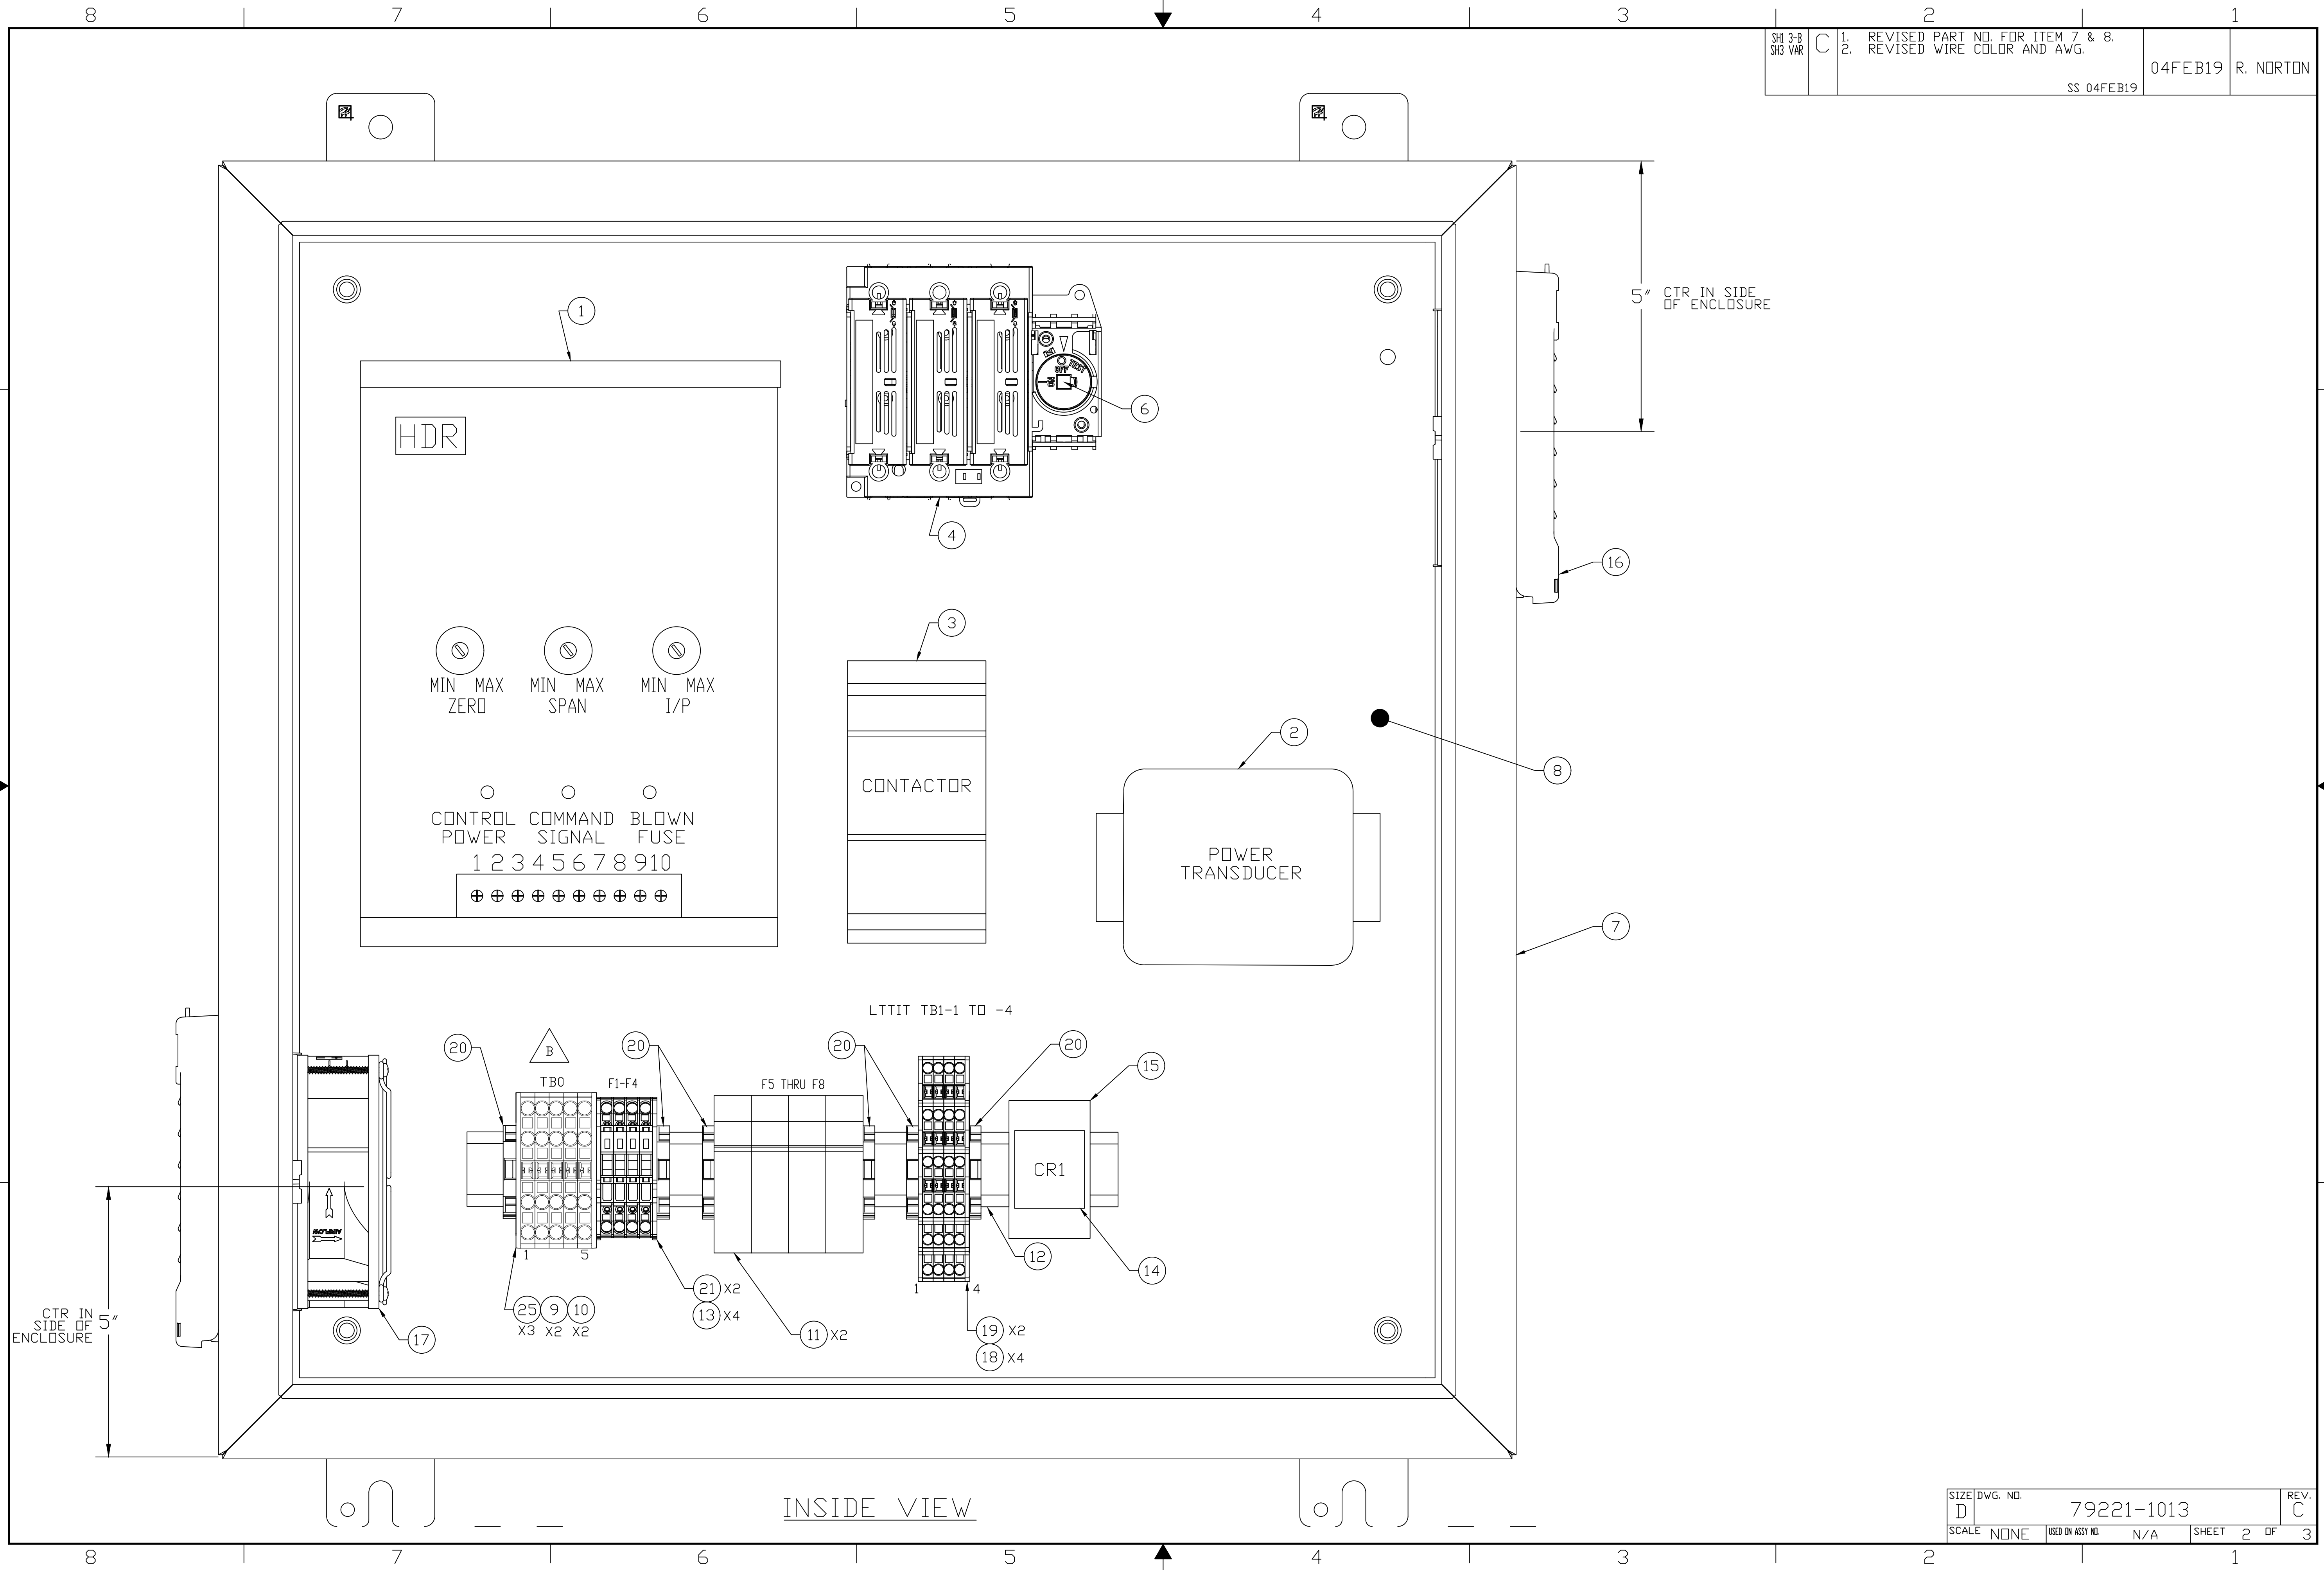 8 7 6 5 4 3 2 1
SH1 3-B
SH3 VAR
C
1. REVISED PART NO. FOR ITEM 7 & 8.
2. REVISED WIRE COLOR AND AWG.
SS 04FEB19
04FEB19
R. NORTON
5" CTR IN SIDE
OF ENCLOSURE
1
HDR
OFF
TEST
ON
6
4
16
3
MIN MAX
ZERO
MIN MAX
SPAN
MIN MAX
I/P
CONTACTOR
2
8
CONTROL
POWER
COMMAND
SIGNAL
BLOWN
FUSE
1 2 3 4 5 6 7 8 9 10
POWER
TRANSDUCER
7
LTTIT TB1-1 TO -4
20
B
20
20
20
15
TB0
F1-F4
F5 THRU F8
CR1
AIRFLOW
1 5
12
14
1 4
21 X2
13 X4
25 9 10
X3 X2 X2
11 X2
19 X2
18 X4
17
CTR IN
SIDE OF
ENCLOSURE
5"
INSIDE VIEW
SIZE
D
DWG. NO.
79221-1013
REV.
C
SCALE NONE
USED ON ASSY NO. N/A
SHEET 2 OF 3
8 7 6 5 4 3 2 1